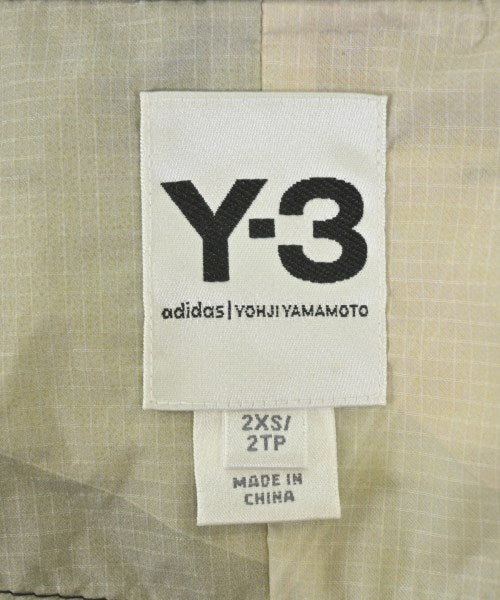 Y-3
adidas | YOHJI YAMAMOTO
2XS/
2TP
MADE IN
CHINA